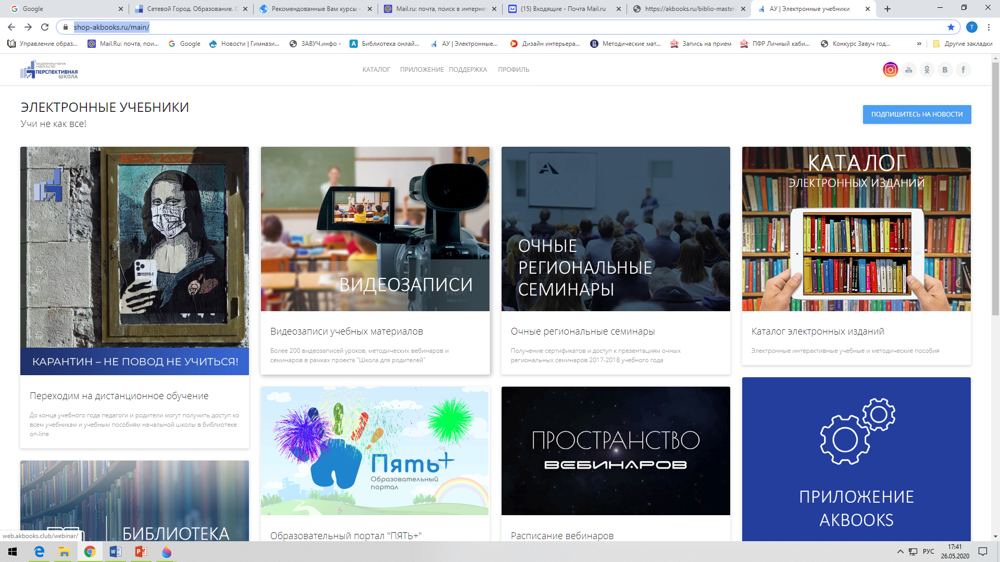 Google
Сетевой Город. Образование. С
Рекомендованные Вам курсы -
Mail.ru: почта, поиск в интернет
(15) Входящие - Почта Mail.ru
https://akbooks.ru/biblio-master
АУ | Электронные учебники
shop-akbooks.ru/main/
T
Управление образ...
Mail.Ru: почта, пои...
Google
Новости | Гимнази...
ЗАВУЧ.инфо -
Библиотека онлай...
АУ | Электронные...
Дизайн интерьера...
Методические мат...
Запись на прием
ПФР Личный каби...
Конкурс Завуч год...
»
Другие закладки
АКАДЕМКНИГА/УЧЕБНИК
ИЗДАТЕЛЬСТВО
ПЕРСПЕКТИВНАЯ
ШКОЛА
КАТАЛОГ
ПРИЛОЖЕНИЕ
ПОДДЕРЖКА
ПРОФИЛЬ
ЭЛЕКТРОННЫЕ УЧЕБНИКИ
Учи не как все!
ПОДПИШИТЕСЬ НА НОВОСТИ
MOBILE
КАРАНТИН – НЕ ПОВОД НЕ УЧИТЬСЯ!
Переходим на дистанционное обучение
До конца учебного года педагоги и родители могут получить доступ ко
всем учебникам и учебным пособиям начальной школы в библиотеке
on-line
ВИДЕОЗАПИСИ
Видеозаписи учебных материалов
Более 200 видеозаписей уроков, методических вебинаров и
семинаров в рамках проекта "Школа для родителей"
ОЧНЫЕ
РЕГИОНАЛЬНЫЕ
СЕМИНАРЫ
Очные региональные семинары
Получение сертификатов и доступ к презентациям очных
региональных семинаров 2017-2018 учебного года
КАТАЛОГ
ЭЛЕКТРОННЫХ ИЗДАНИЙ
Каталог электронных изданий
Электронные интерактивные учебные и методические пособия
БИБЛИОТЕКА
Пять+
Образовательный
портал
Образовательный портал "ПЯТЬ+"
ПРОСТРАНСТВО
ВЕБИНАРОВ
Расписание вебинаров
ПРИЛОЖЕНИЕ
AKBOOKS
web.akbooks.club/webinar/
РУС
17:41
26.05.2020